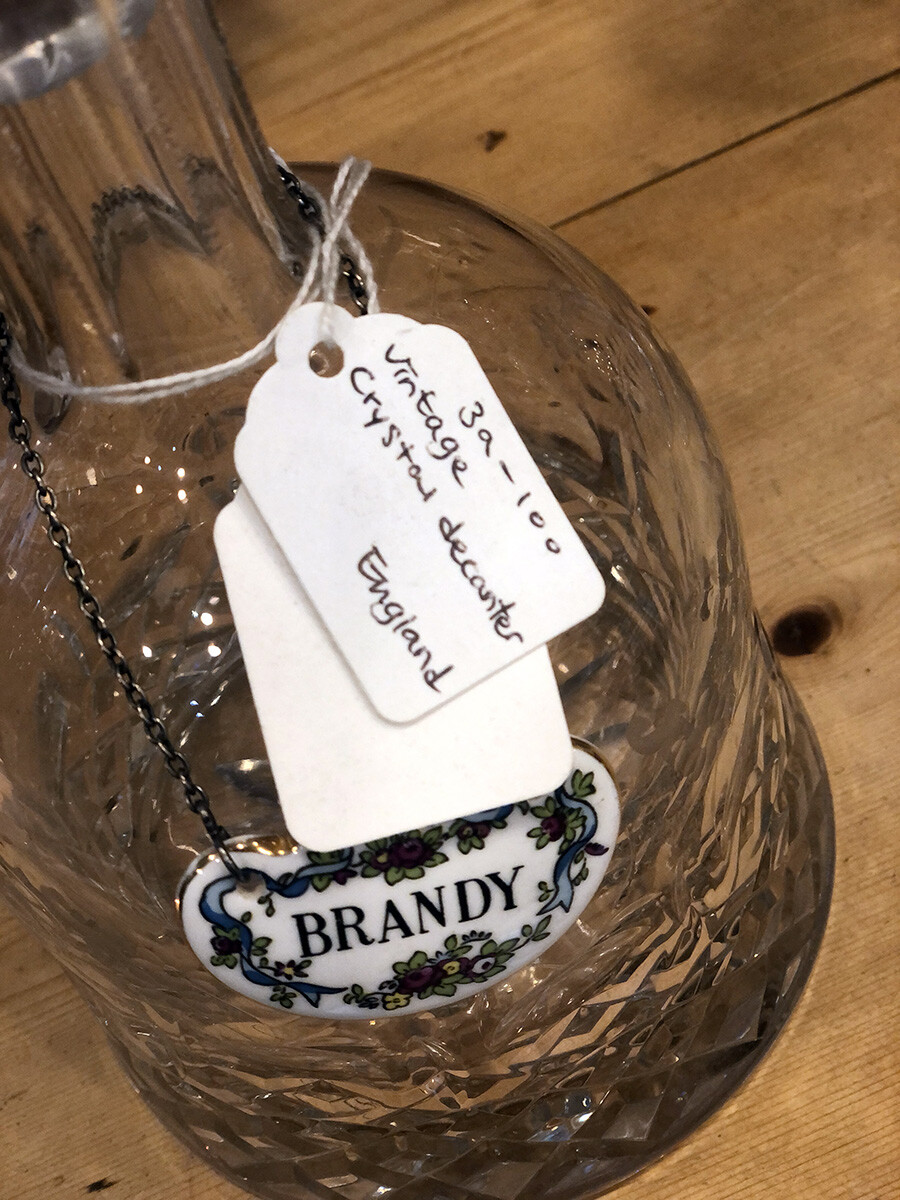 3a-100
Vintage
Crystal decanter
England
BRANDY